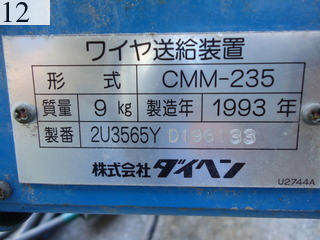 12
ワイヤ送給装置
形式 CMM-235
質量 9 kg 製造年 1993 年
製番 2U3565Y D196133
株式会社ダイヘン
U2744A